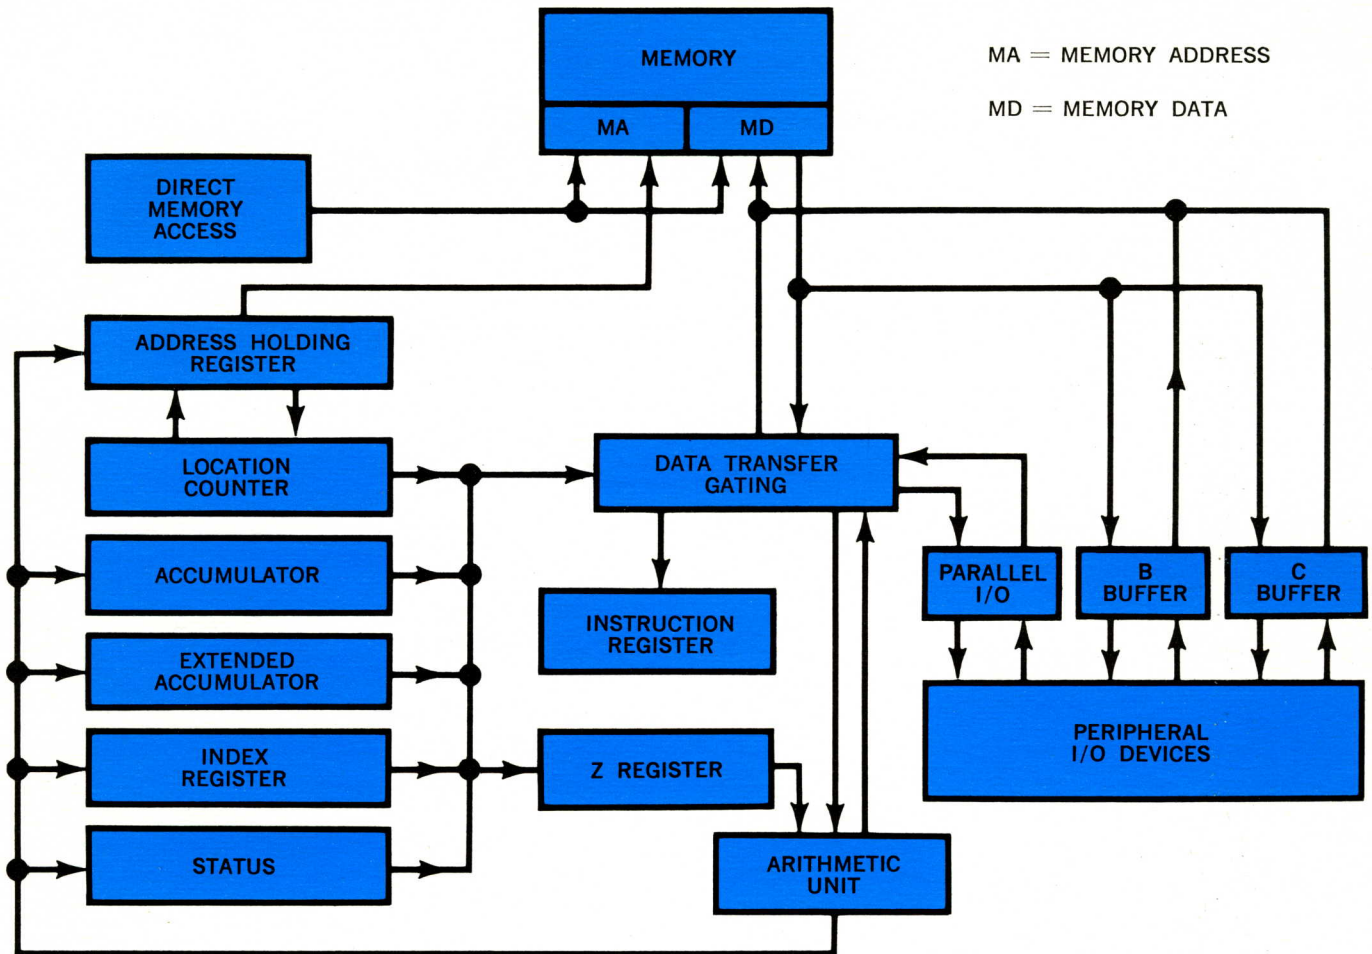 MEMORY
MA = MEMORY ADDRESS
MA
MD
MD = MEMORY DATA
DIRECT
MEMORY
ACCESS
ADDRESS HOLDING
REGISTER
LOCATION
COUNTER
DATA TRANSFER
GATING
ACCUMULATOR
PARALLEL
I/O
B
BUFFER
C
BUFFER
INSTRUCTION
REGISTER
EXTENDED
ACCUMULATOR
INDEX
REGISTER
Z REGISTER
PERIPHERAL
I/O DEVICES
STATUS
ARITHMETIC
UNIT